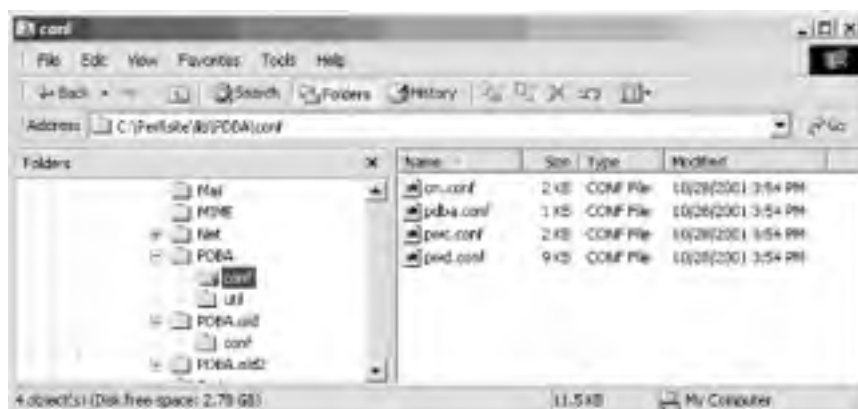 conf
File Edit View Favorites Tools Help
Back Search Folders History
Address C:\Perl\site\lib\PDBA\conf Go
Folders
Name Size Type Modified
Mail
MIME
Net
PDBA
conf
util
PDBA.old
conf
PDBA.old2
cm.conf 2 KB CONF File 10/28/2001 3:54 PM
pdba.conf 1 KB CONF File 10/28/2001 3:54 PM
pwc.conf 2 KB CONF File 10/28/2001 3:54 PM
pwd.conf 9 KB CONF File 10/28/2001 3:54 PM
4 object(s) (Disk free space: 2.78 GB) 11.5 KB My Computer